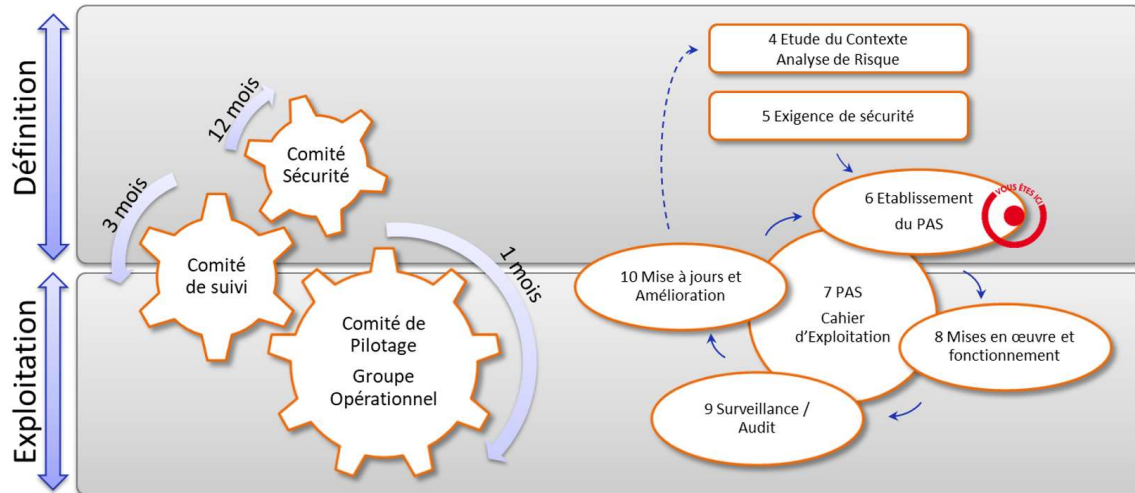 Définition
Exploitation
12 mois
Comité
Sécurité
3 mois
Comité
de suivi
1 mois
Comité de
Pilotage
Groupe
Opérationnel
4 Etude du Contexte
Analyse de Risque
5 Exigence de sécurité
6 Etablissement
du PAS
VOUS ÊTES ICI
10 Mise à jours et
Amélioration
7 PAS
Cahier
d’Exploitation
8 Mises en œuvre et
fonctionnement
9 Surveillance /
Audit